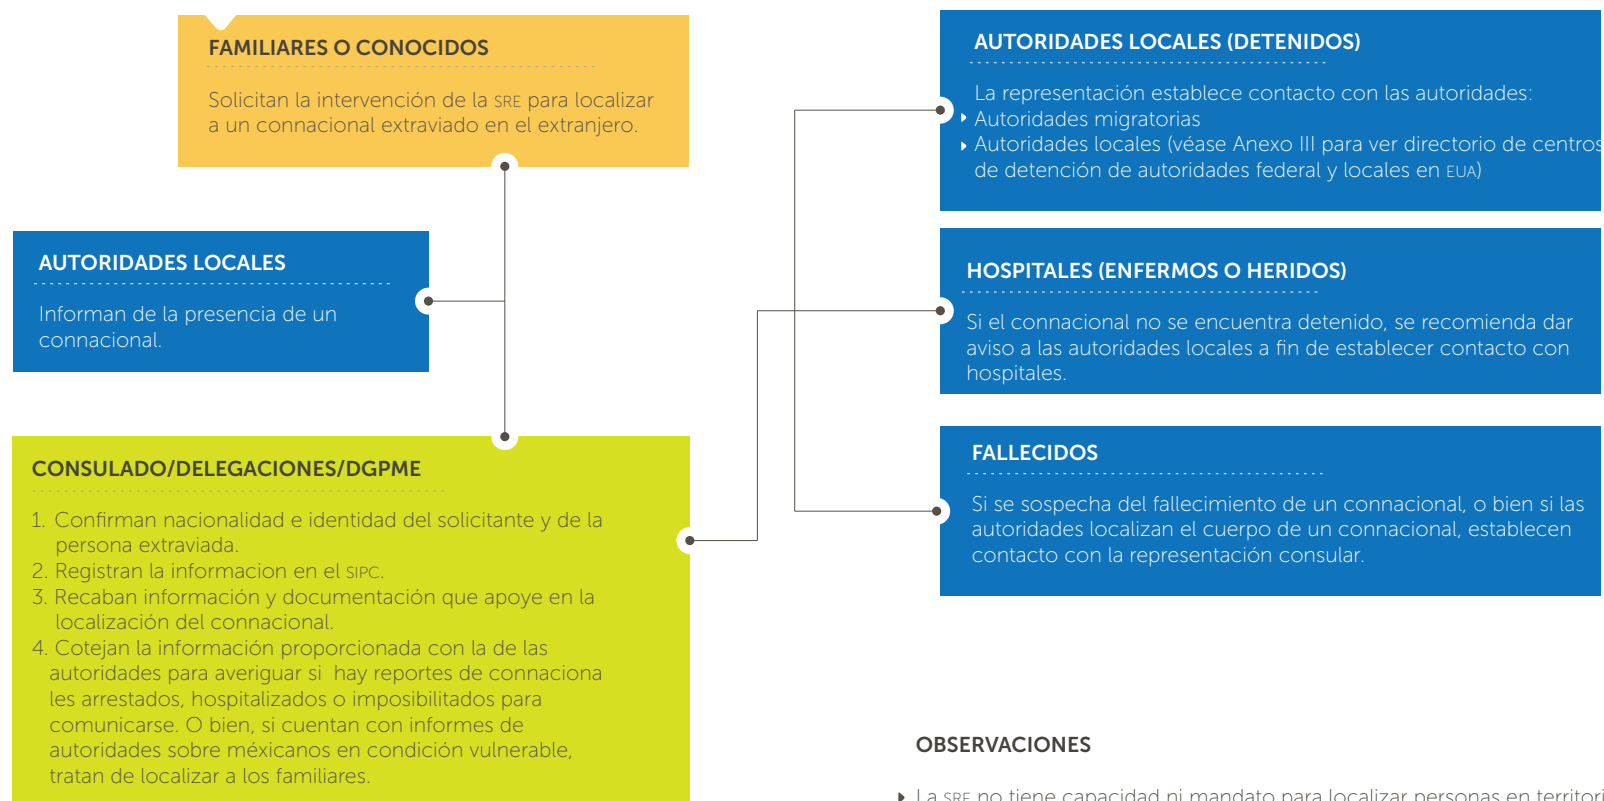 FAMILIARES O CONOCIDOS
Solicitan la intervención de la SRE para localizar
a un connacional extraviado en el extranjero.
AUTORIDADES LOCALES
Informan de la presencia de un
connacional.
CONSULADO/DELEGACIONES/DGPME
1. Confirman nacionalidad e identidad del solicitante y de la
persona extraviada.
2. Registran la informacion en el SIPC.
3. Recaban información y documentación que apoye en la
localización del connacional.
4. Cotejan la información proporcionada con la de las
autoridades para averiguar si hay reportes de connaciona
les arrestados, hospitalizados o imposibilitados para
comunicarse. O bien, si cuentan con informes de
autoridades sobre méxicanos en condición vulnerable,
tratan de localizar a los familiares.
AUTORIDADES LOCALES (DETENIDOS)
La representación establece contacto con las autoridades:
Autoridades migratorias
Autoridades locales (véase Anexo III para ver directorio de centros
de detención de autoridades federal y locales en EUA)
HOSPITALES (ENFERMOS O HERIDOS)
Si el connacional no se encuentra detenido, se recomienda dar
aviso a las autoridades locales a fin de establecer contacto con
hospitales.
FALLECIDOS
Si se sospecha del fallecimiento de un connacional, o bien si las
autoridades localizan el cuerpo de un connacional, establecen
contacto con la representación consular.
OBSERVACIONES
La SRE no tiene capacidad ni mandato para localizar personas en territori